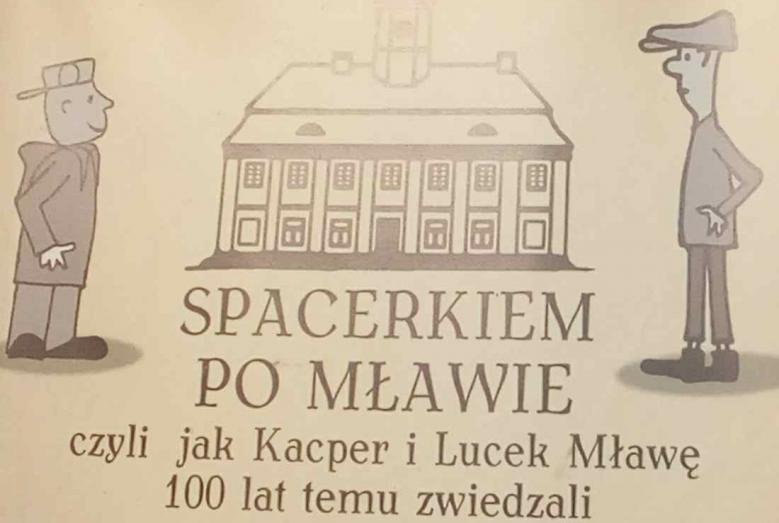 SPACERKIEM
PO MŁAWIE
czyli jak Kacper i Lucek Mławę
100 lat temu zwiedzali